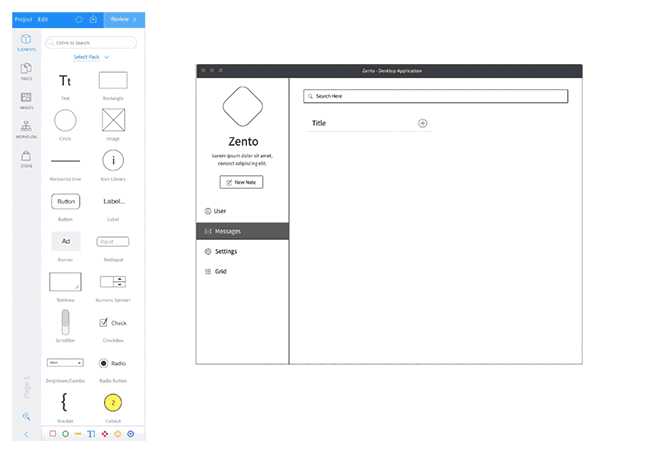 Project Edit
Review
ELEMENTS
PAGES
IMAGES
WORKFLOW
STORE
Page 1
Ctrl+K to Search
Select Pack
Tt
Text
Rectangle
Circle
Image
Horizontal Line
i
Icon Library
Button
Button
Label...
Label
Ad
Banner
Input
TextInput
TextArea
Numeric Spinner
ScrollBar
Check
CheckBox
Select
Dropdown/Combo
Radio
Radio Button
{
Bracket
2
Callout
Zento - Desktop Application
Zento
Lorem ipsum dolor sit amet,
consect adipiscing elit.
New Note
User
Messages
Settings
Grid
Search Here
Title